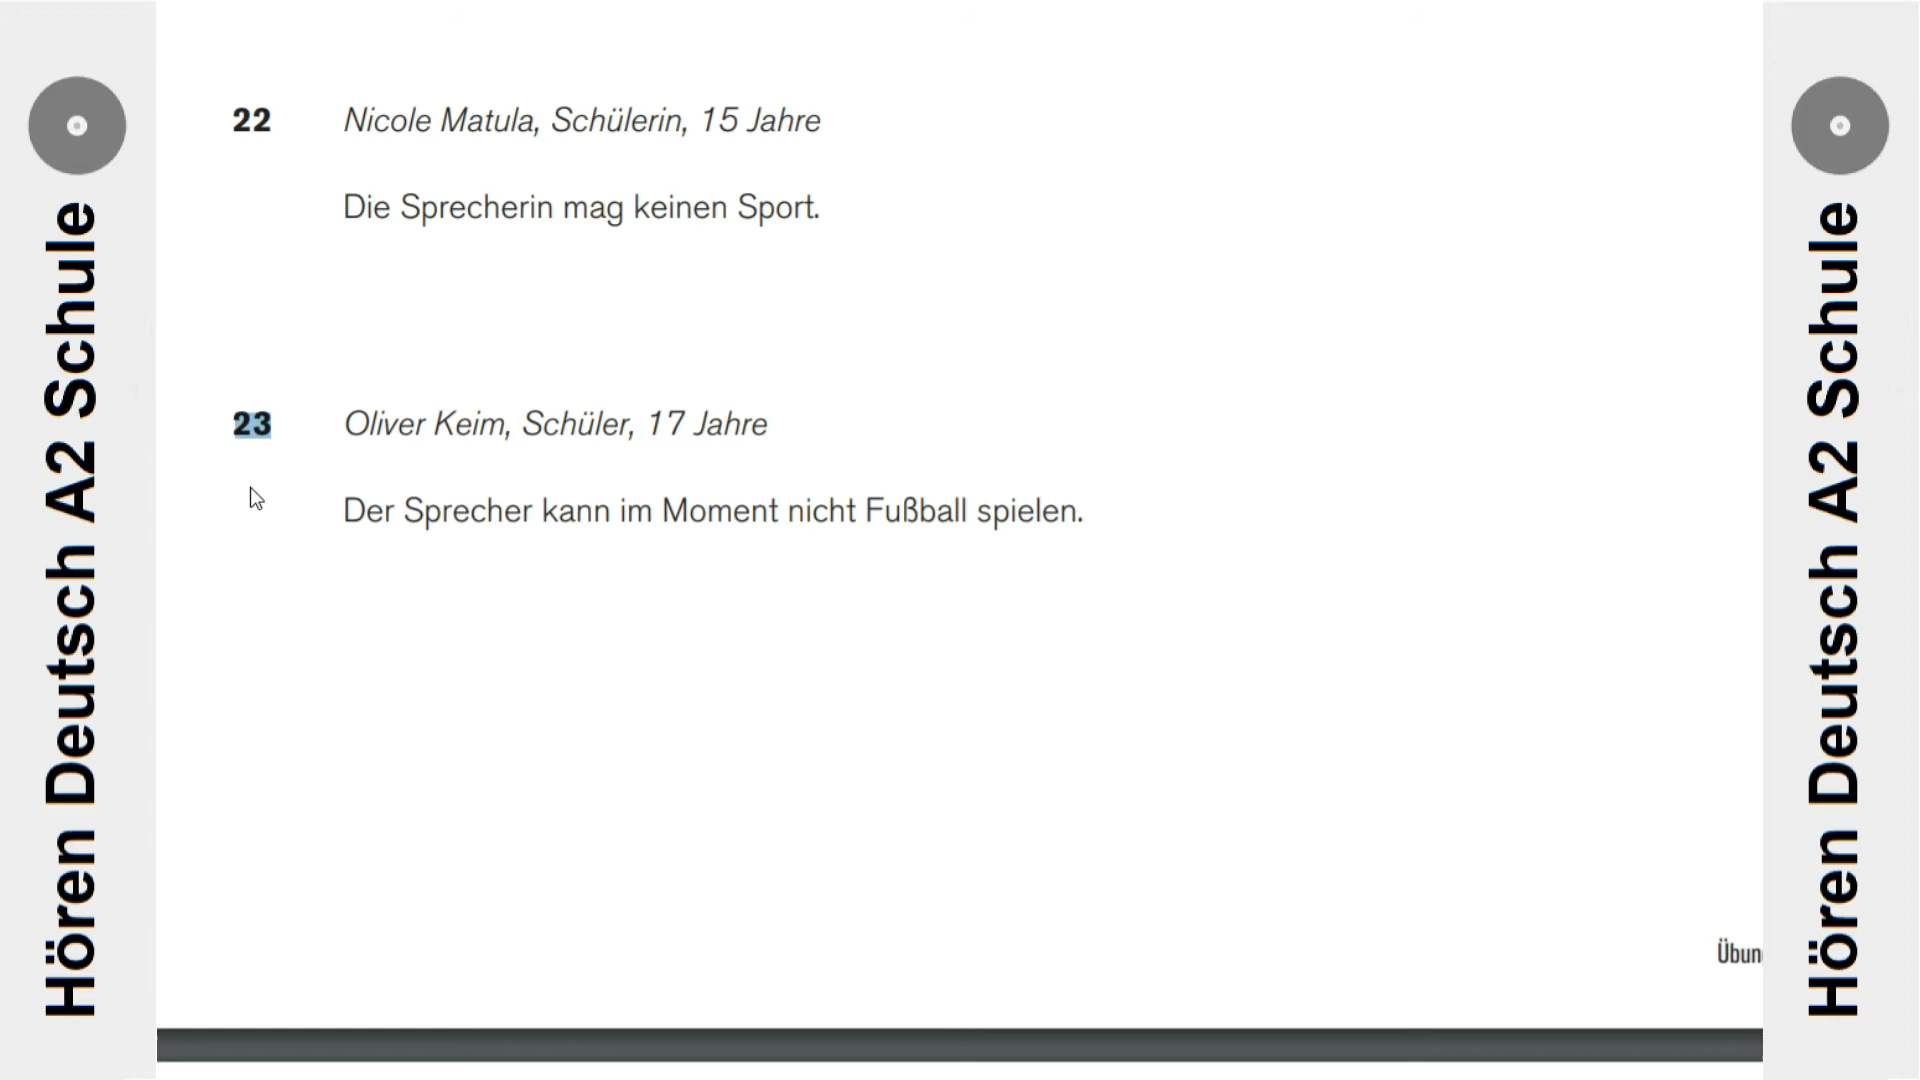 Hören Deutsch A2 Schule
22 Nicole Matula, Schülerin, 15 Jahre
Die Sprecherin mag keinen Sport.
23 Oliver Keim, Schüler, 17 Jahre
Der Sprecher kann im Moment nicht Fußball spielen.
Übun
Hören Deutsch A2 Schule